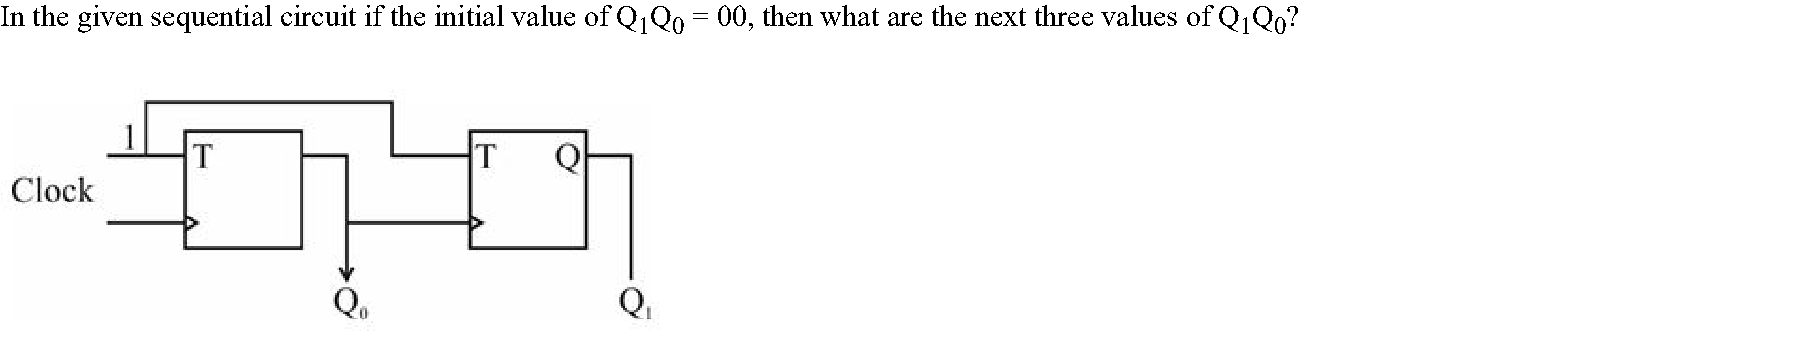 In the given sequential circuit if the initial value of Q₁Q₀ = 00, then what are the next three values of Q₁Q₀?
1
T
T Q
Clock
Q₀ Q₁